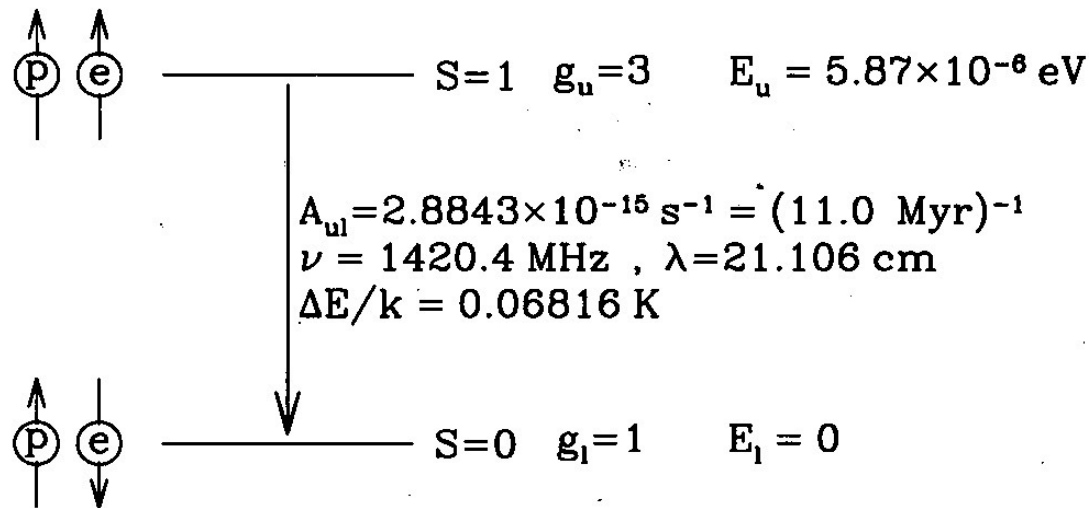 p e S=1 g_u=3 E_u = 5.87×10⁻⁶ eV
A_ul=2.8843×10⁻¹⁵ s⁻¹ = (11.0 Myr)⁻¹
ν = 1420.4 MHz , λ=21.106 cm
ΔE/k = 0.06816 K
p e S=0 g_l=1 E_l = 0